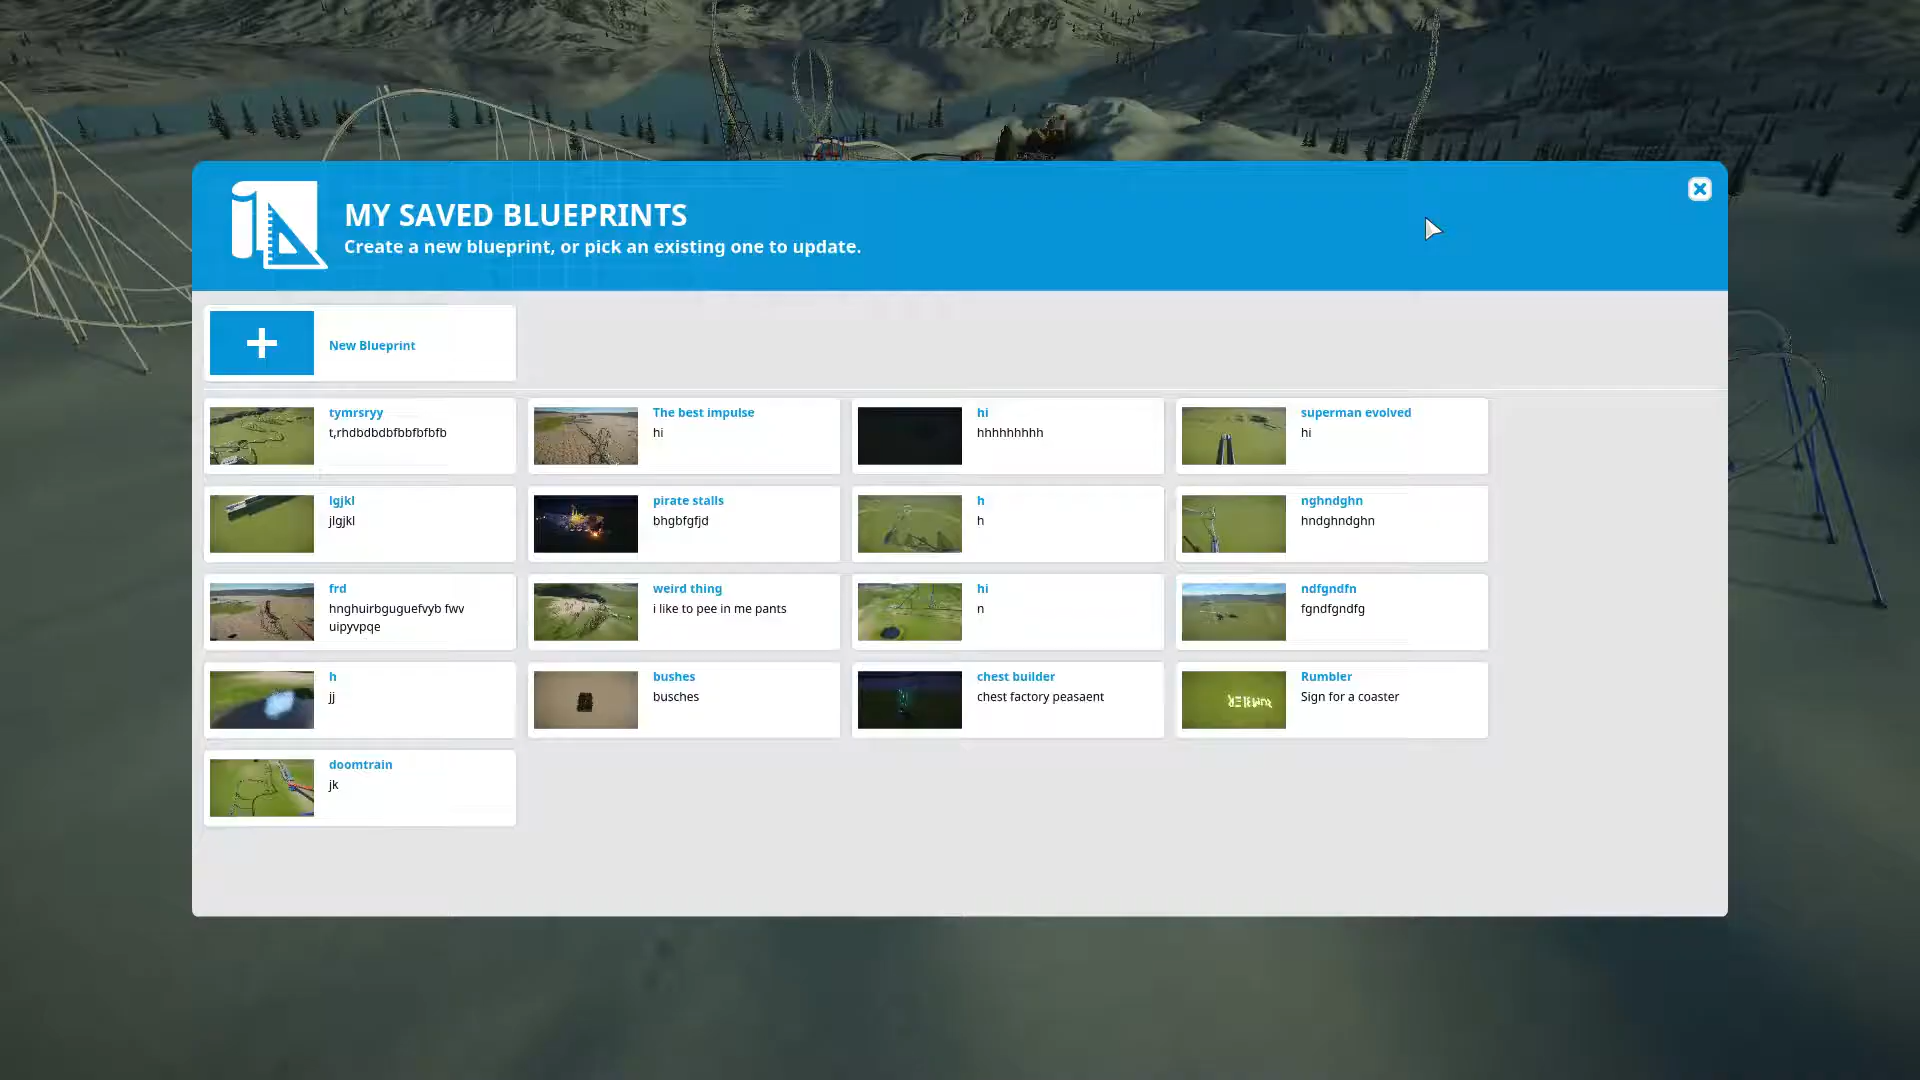 MY SAVED BLUEPRINTS
Create a new blueprint, or pick an existing one to update.
New Blueprint
tymrsryy
t,rhdbdbdbfbbfbfbfb
The best impulse
hi
hi
hhhhhhhhh
superman evolved
hi
lgjkl
jlgjkl
pirate stalls
bhgbfgfjd
h
h
nghndghn
hndghndghn
frd
hnghuirbguguefvyb fwv
uipyvpqe
weird thing
i like to pee in me pants
hi
n
ndfgndfn
fgndfgndfg
h
jj
bushes
busches
chest builder
chest factory peasaent
Rumbler
Sign for a coaster
doomtrain
jk